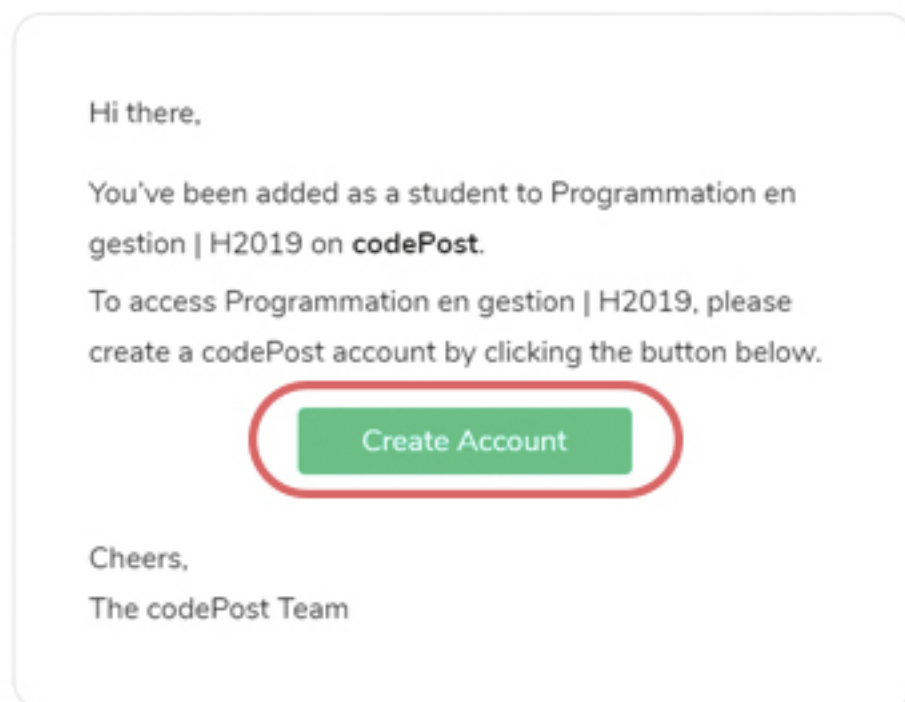 Hi there,
You've been added as a student to Programmation en
gestion | H2019 on codePost.
To access Programmation en gestion | H2019, please
create a codePost account by clicking the button below.
Create Account
Cheers,
The codePost Team